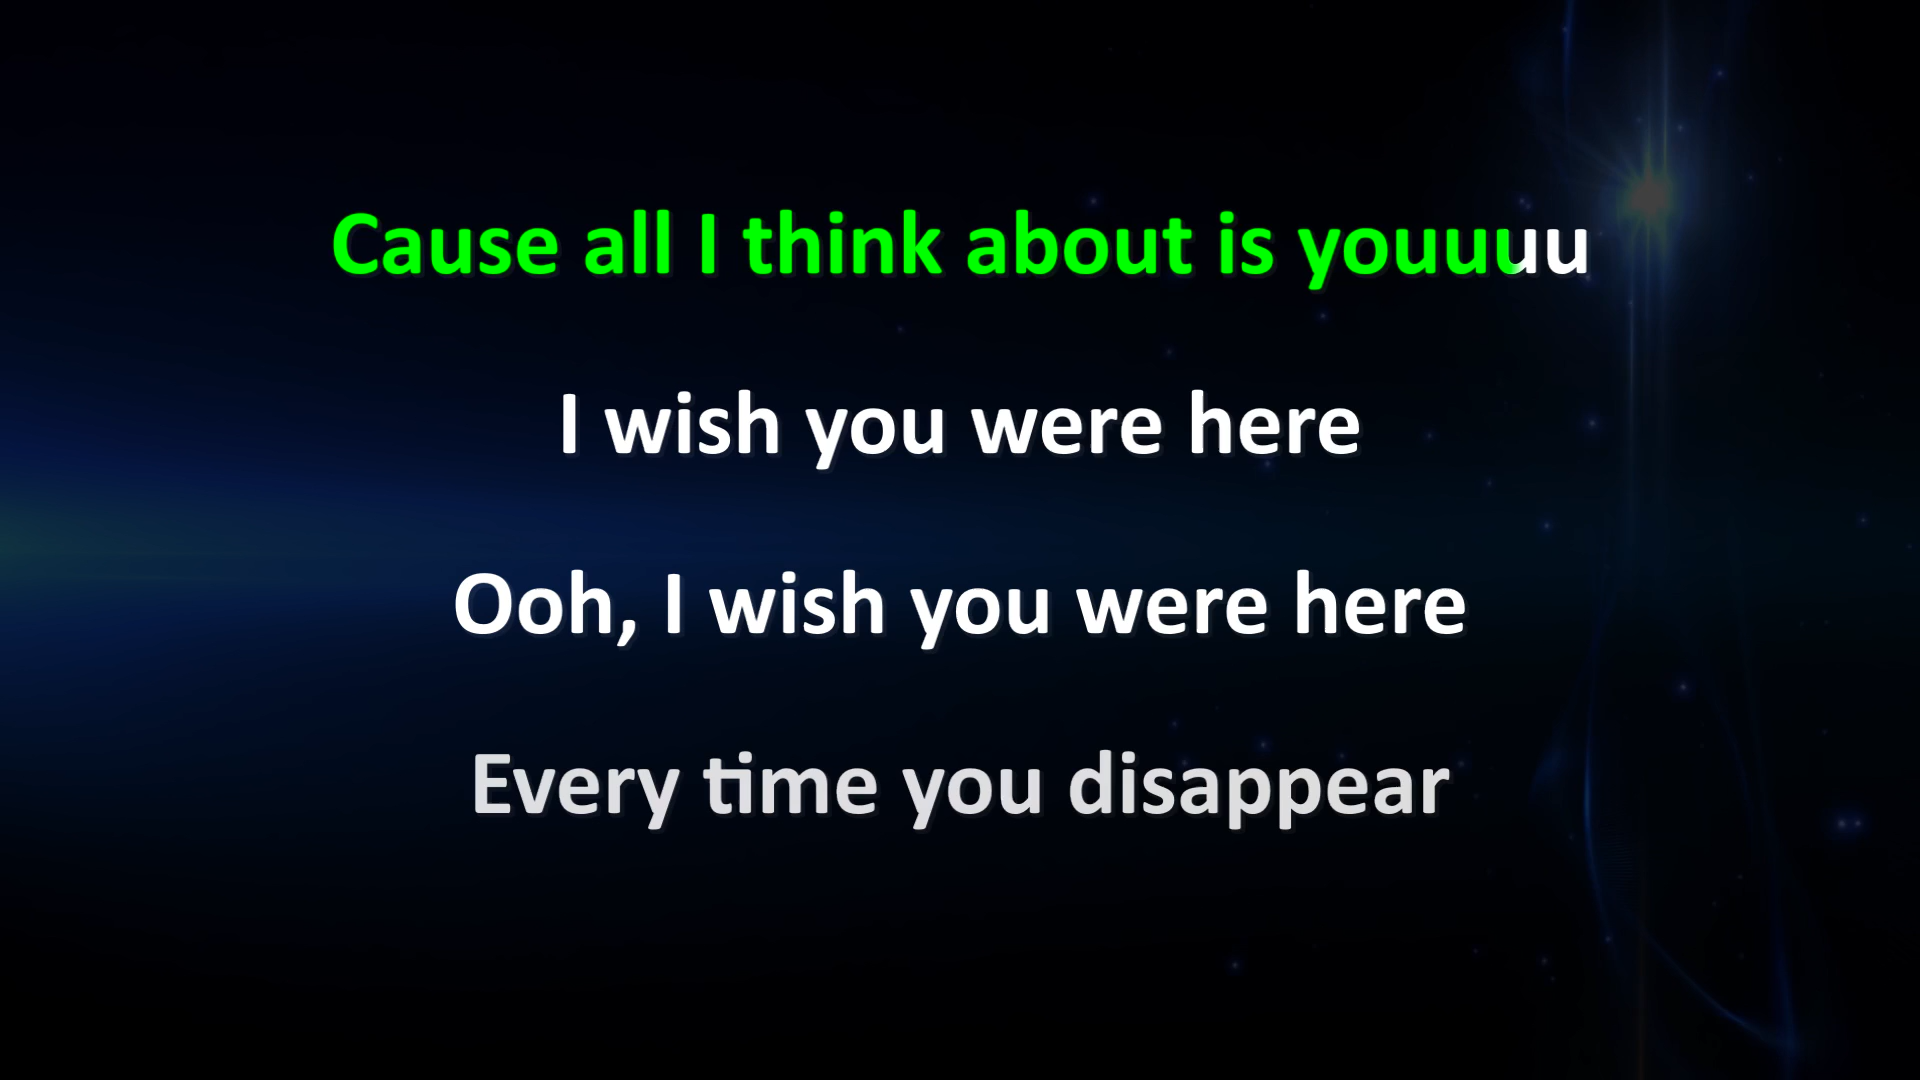 Cause all I think about is youuuu
I wish you were here
Ooh, I wish you were here
Every time you disappear